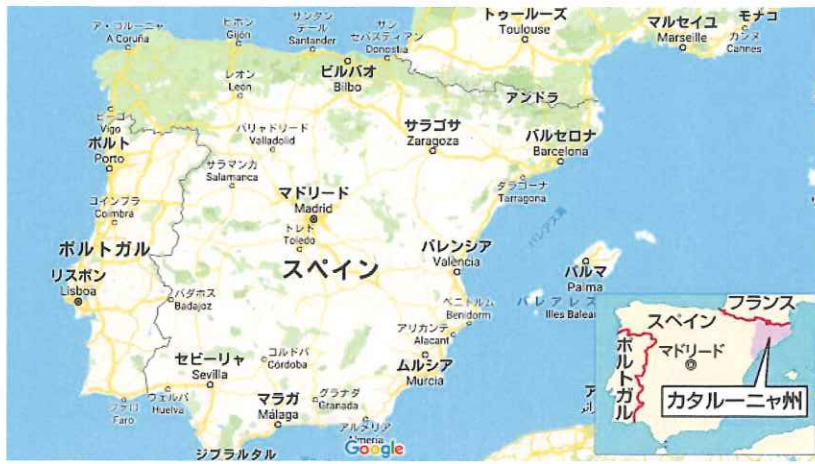 ア・コルーニャ
A Coruña
ヒホン
Gijón
サンタン
デール
Santander
サン
セバスティアン
Donostia
トゥールーズ
Toulouse
マルセイユ
Marseille
モナコ
カンヌ
Cannes
ビルバオ
Bilbo
レオン
León
アンドラ
ビーゴ
Vigo
ポルト
Porto
バリャドリード
Valladolid
サラゴサ
Zaragoza
バルセロナ
Barcelona
サラマンカ
Salamanca
タラゴーナ
Tarragona
マドリード
Madrid
コインブラ
Coimbra
トレド
Toledo
ポルトガル
スペイン
バレンシア
València
リスボン
Lisboa
パルマ
Palma
バダホス
Badajoz
ベニドルム
Benidorm
バレアレス
Illes Balear
アリカンテ
Alacant
セビーリャ
Sevilla
コルドバ
Córdoba
ムルシア
Murcia
ウェルバ
Huelva
ファロ
Faro
マラガ
Málaga
グラナダ
Granada
アルメリア
Almeria
ジブラルタル
Google
フランス
スペイン
ポルトガル
マドリード
カタルーニャ州